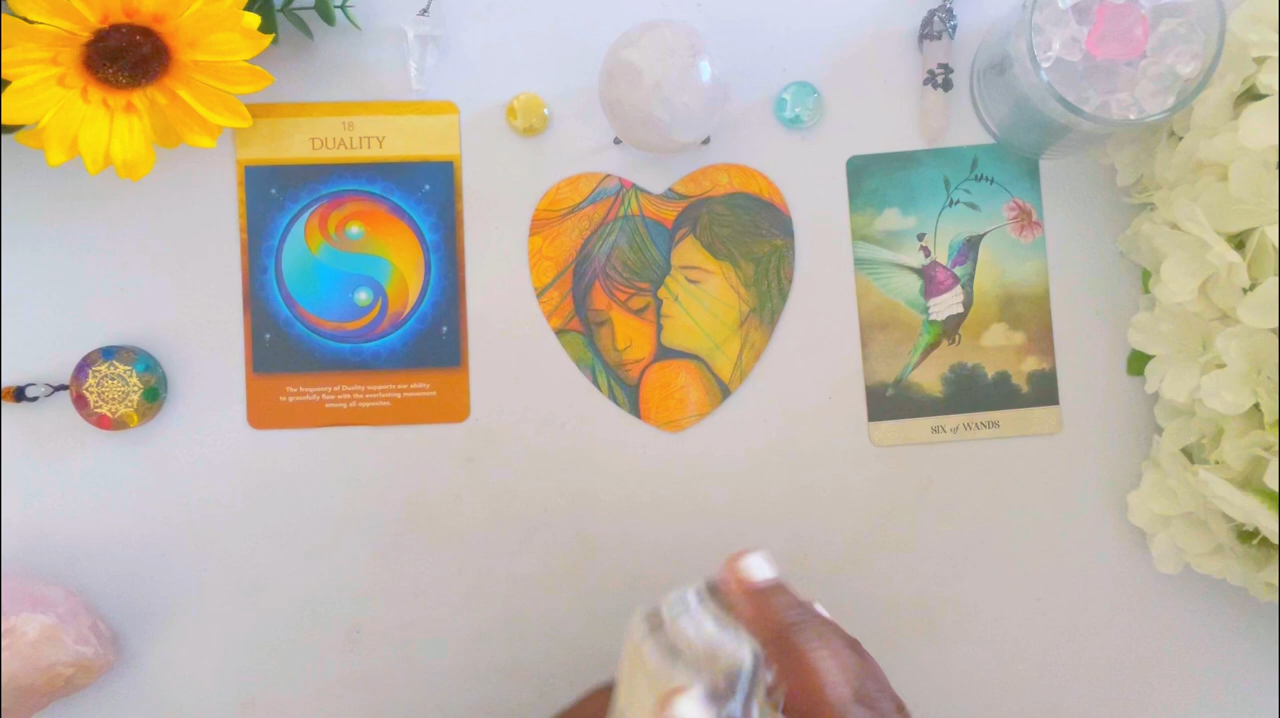 18
DUALITY
The frequency of Duality supports our ability
to gracefully flow with the everlasting movement
among all opposites.
SIX of WANDS